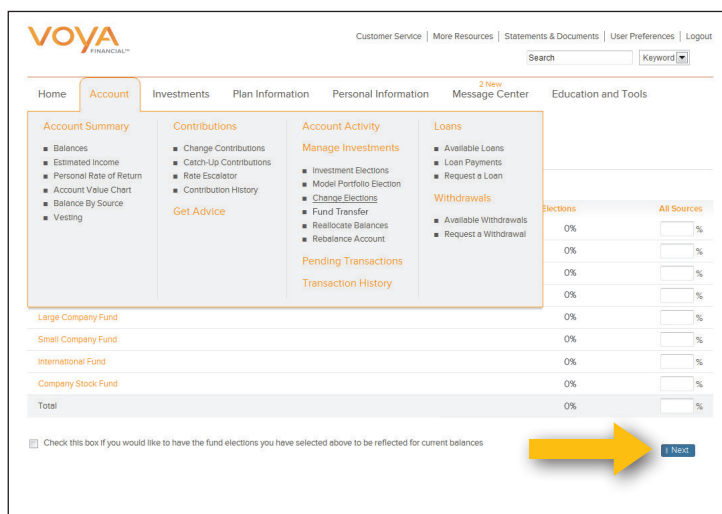 VOYA
FINANCIAL™
Customer Service | More Resources | Statements & Documents | User Preferences | Logout
Search Keyword
2 New
Home Account Investments Plan Information Personal Information Message Center Education and Tools
Account Summary
Balances
Estimated Income
Personal Rate of Return
Account Value Chart
Balance By Source
Vesting
Contributions
Change Contributions
Catch-Up Contributions
Rate Escalator
Contribution History
Get Advice
Account Activity
Manage Investments
Investment Elections
Model Portfolio Election
Change Elections
Fund Transfer
Reallocate Balances
Rebalance Account
Pending Transactions
Transaction History
Loans
Available Loans
Loan Payments
Request a Loan
Withdrawals
Available Withdrawals
Request a Withdrawal
Elections All Sources
0% %
0% %
0% %
0% %
Large Company Fund 0% %
Small Company Fund 0% %
International Fund 0% %
Company Stock Fund 0% %
Total 0% %
Check this box if you would like to have the fund elections you have selected above to be reflected for current balances
Next